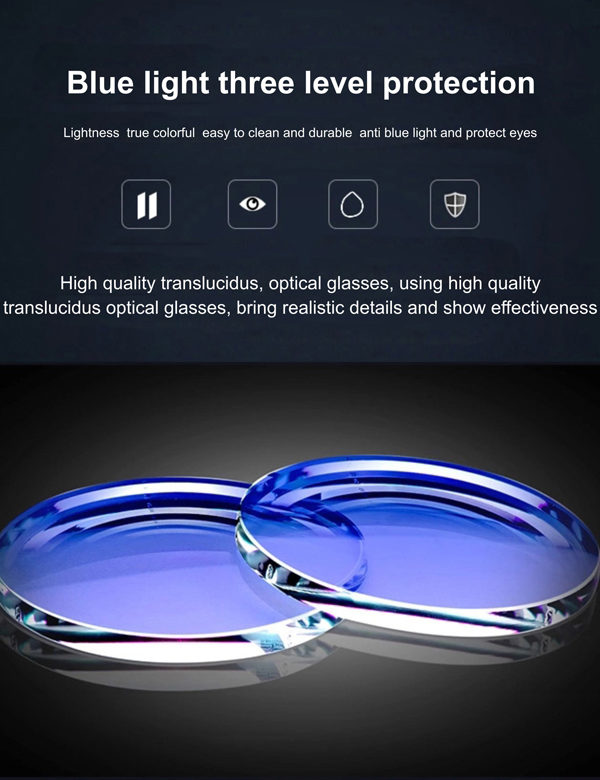 Blue light three level protection
Lightness true colorful easy to clean and durable anti blue light and protect eyes
High quality translucidus, optical glasses, using high quality
translucidus optical glasses, bring realistic details and show effectiveness